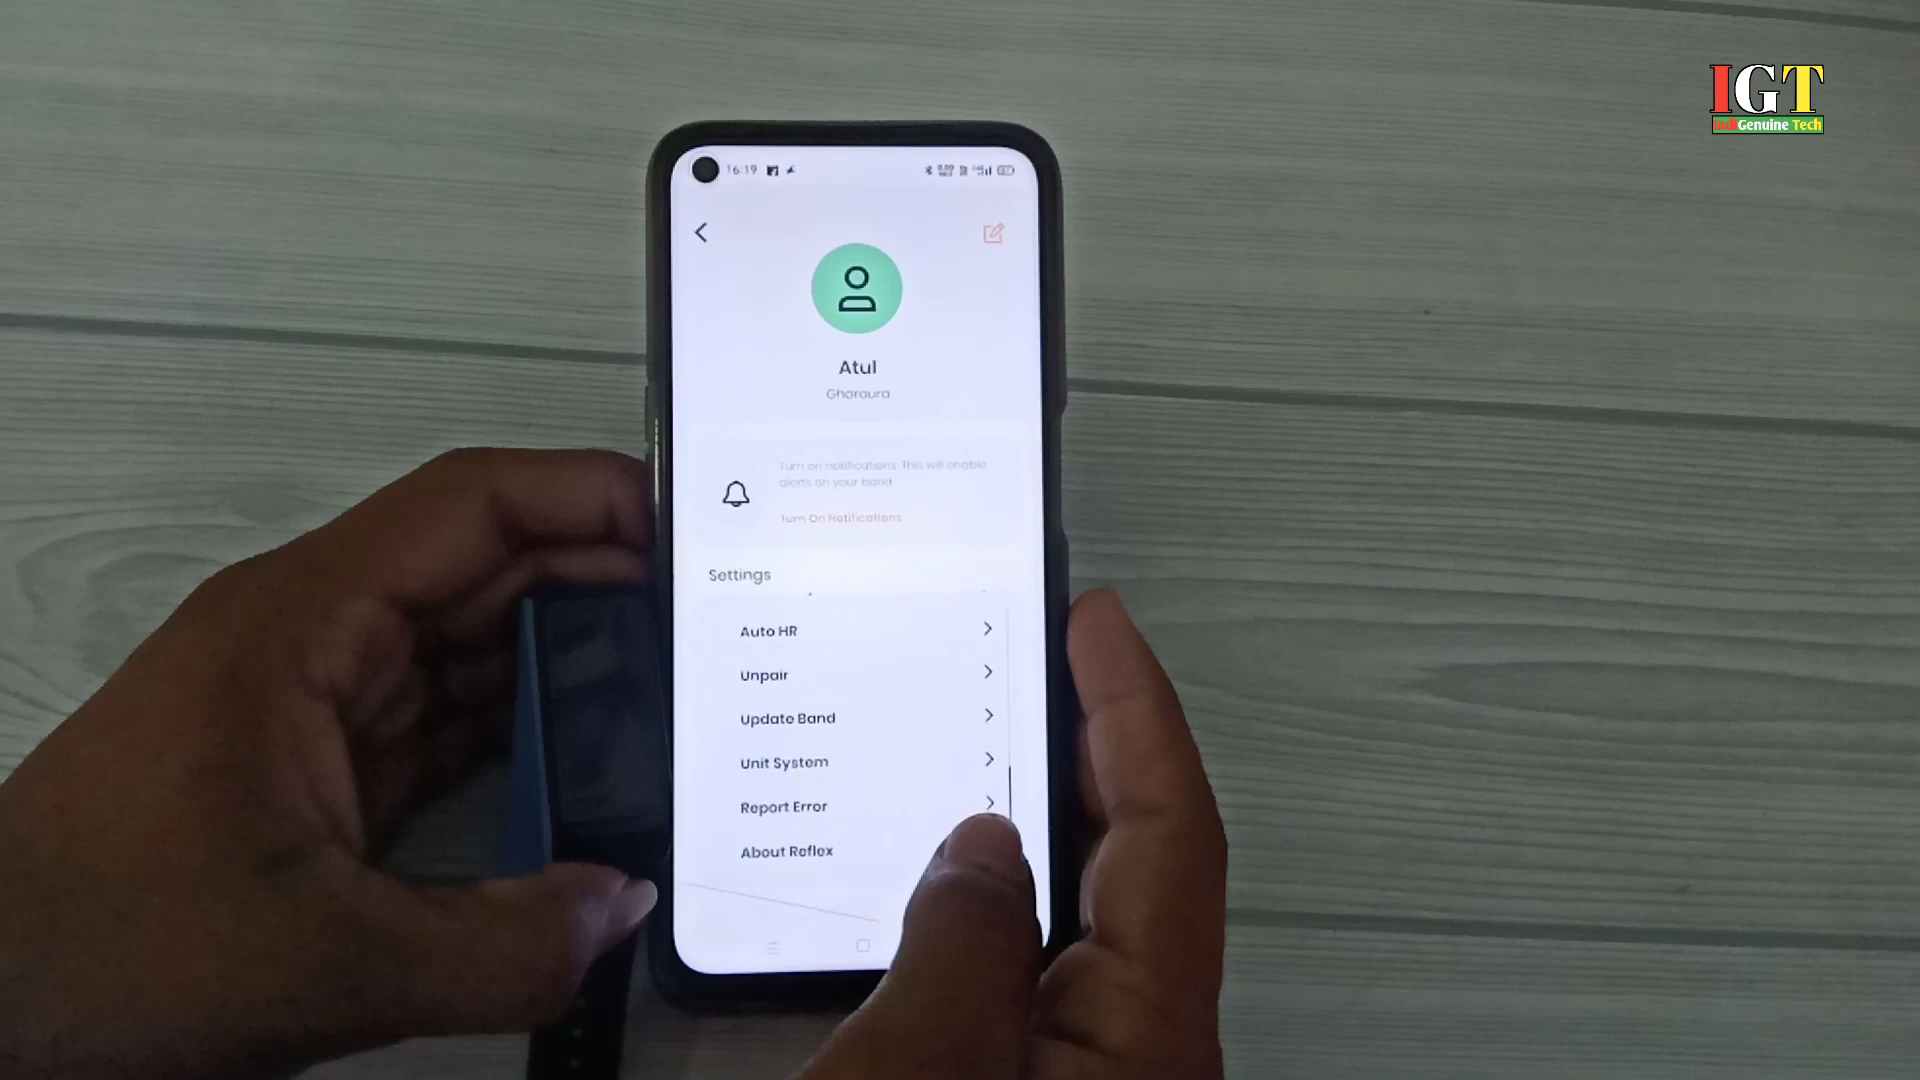 IGT
IndiGenuine Tech
16:19
Atul
Gharaura
Turn on notifications. This will enable
alerts on your band
Turn On Notifications
Settings
Auto HR
Unpair
Update Band
Unit System
Report Error
About Reflex